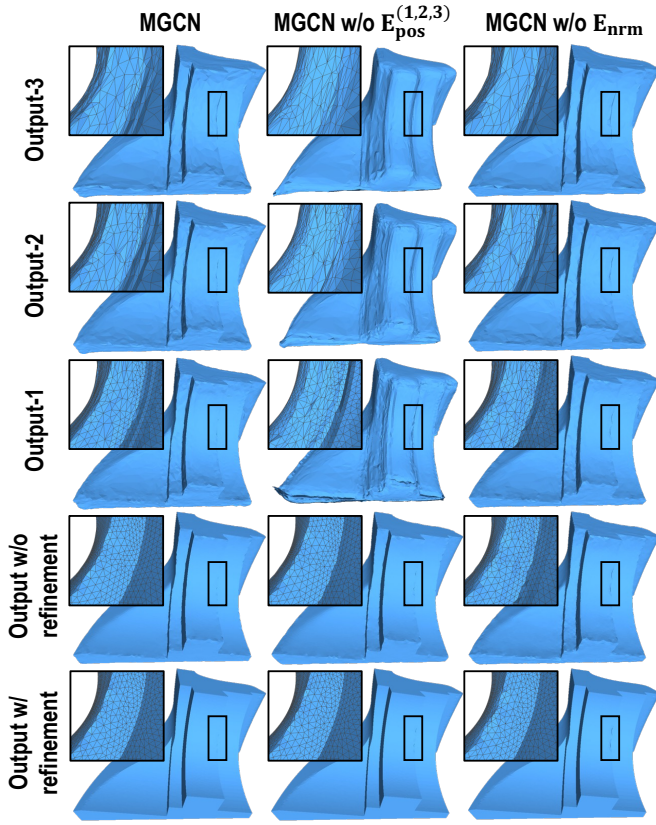 MGCN
MGCN w/o E_pos^(1,2,3)
MGCN w/o E_nrm
Output-3
Output-2
Output-1
Output w/o
refinement
Output w/
refinement